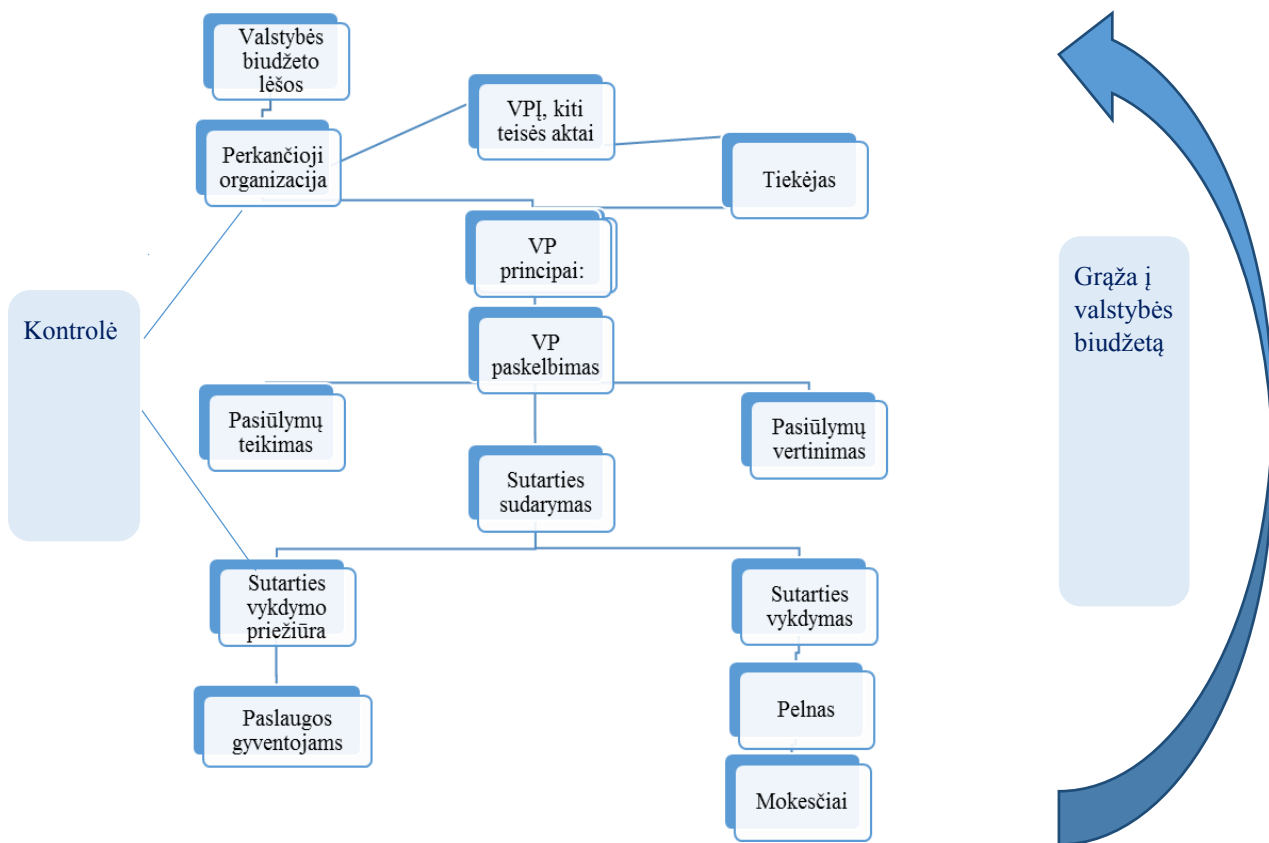 Valstybės
biudžeto
lėšos
VPĮ, kiti
teisės aktai
Perkančioji
organizacija
Tiekėjas
VP
principai:
Kontrolė
Grąža į
valstybės
biudžetą
VP
paskelbimas
Pasiūlymų
teikimas
Pasiūlymų
vertinimas
Sutarties
sudarymas
Sutarties
vykdymo
priežiūra
Sutarties
vykdymas
Paslaugos
gyventojams
Pelnas
Mokesčiai